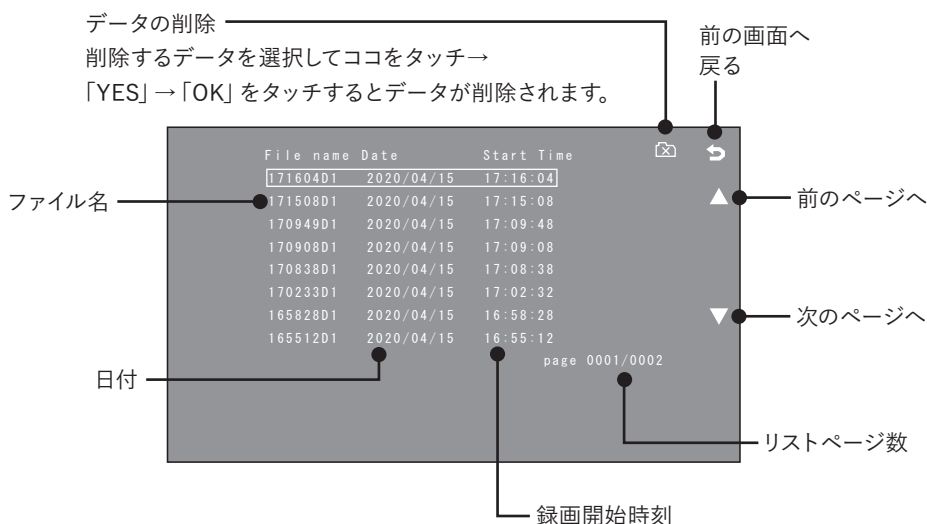 データの削除
削除するデータを選択してココをタッチ→
「YES」→「OK」をタッチするとデータが削除されます。
前の画面へ
戻る
File name Date Start Time
171604D1 2020/04/15 17:16:04
171508D1 2020/04/15 17:15:08
170949D1 2020/04/15 17:09:48
170908D1 2020/04/15 17:09:08
170838D1 2020/04/15 17:08:38
170233D1 2020/04/15 17:02:32
165828D1 2020/04/15 16:58:28
165512D1 2020/04/15 16:55:12
page 0001/0002
ファイル名
前のページへ
次のページへ
日付
リストページ数
録画開始時刻